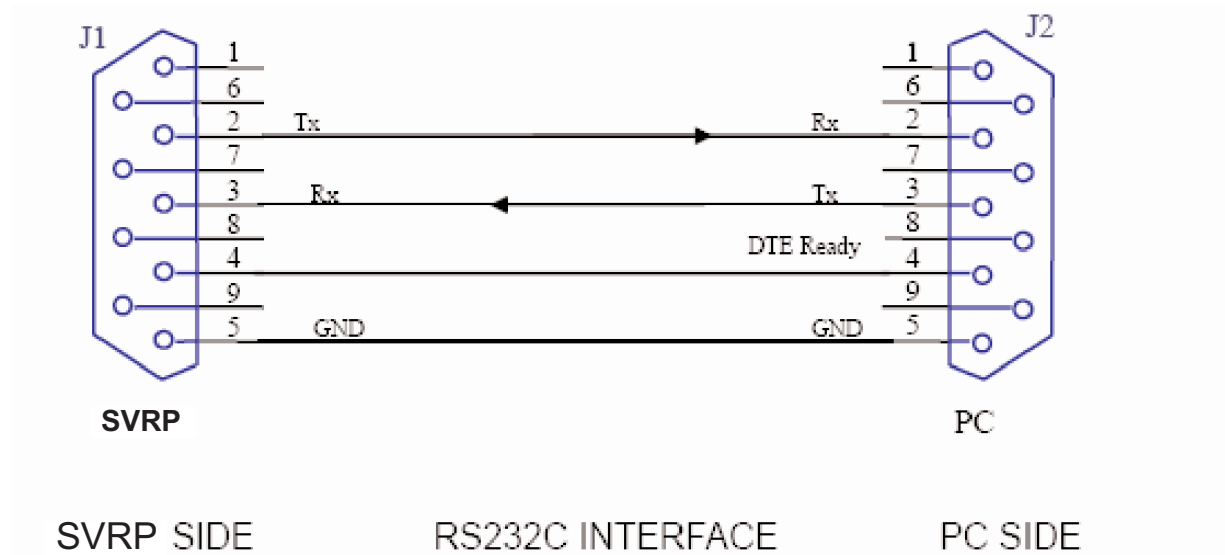 J1 J2
1 1
6 6
2 Tx Rx 2
7 7
3 Rx Tx 3
8 8
DTE Ready
4 4
9 9
5 GND GND 5
SVRP PC
SVRP SIDE RS232C INTERFACE PC SIDE